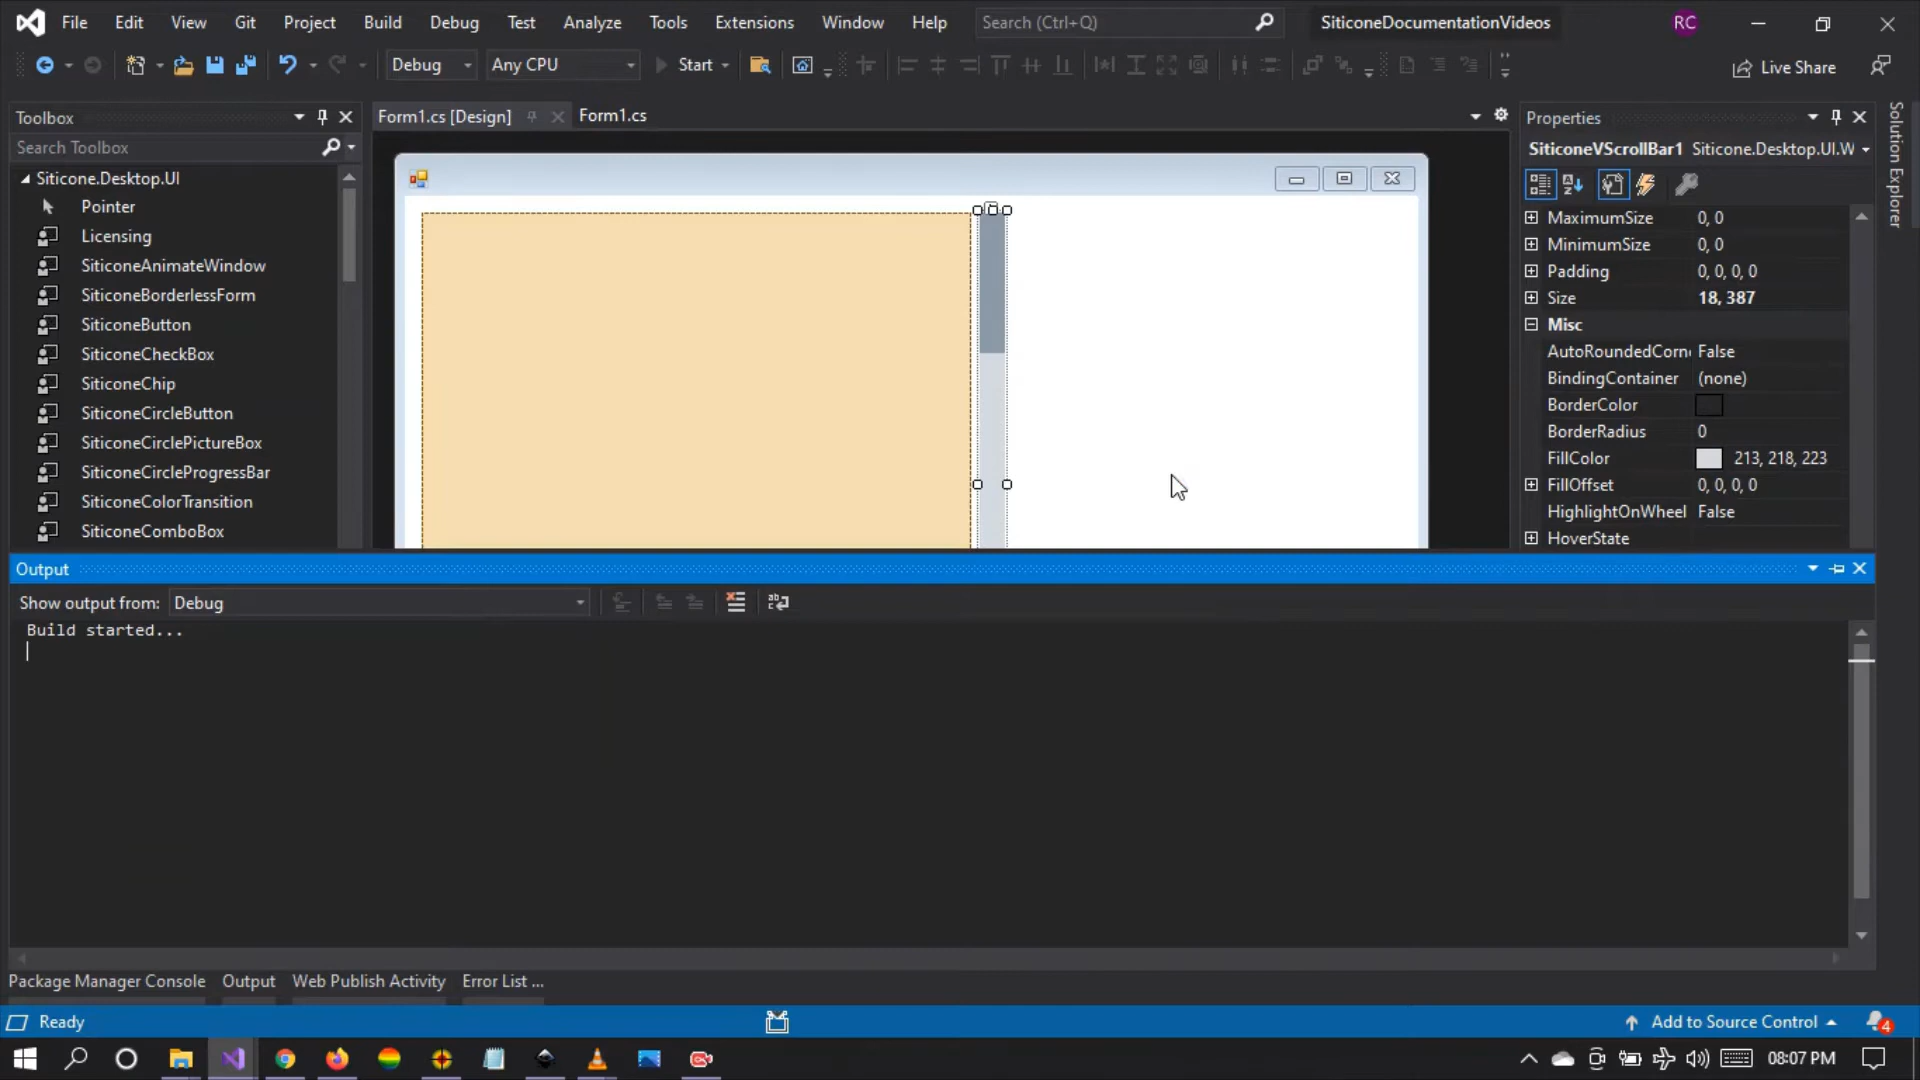 File Edit View Git Project Build Debug Test Analyze Tools Extensions Window Help Search (Ctrl+Q) SiticoneDocumentationVideos RC
Debug Any CPU Start Live Share
Toolbox
Search Toolbox
Siticone.Desktop.UI
Pointer
Licensing
SiticoneAnimateWindow
SiticoneBorderlessForm
SiticoneButton
SiticoneCheckBox
SiticoneChip
SiticoneCircleButton
SiticoneCirclePictureBox
SiticoneCircleProgressBar
SiticoneColorTransition
SiticoneComboBox
Form1.cs [Design] Form1.cs
Properties
SiticoneVScrollBar1 Siticone.Desktop.UI.W
MaximumSize 0, 0
MinimumSize 0, 0
Padding 0, 0, 0, 0
Size 18, 387
Misc
AutoRoundedCorn False
BindingContainer (none)
BorderColor
BorderRadius 0
FillColor 213, 218, 223
FillOffset 0, 0, 0, 0
HighlightOnWheel False
HoverState
Solution Explorer
Output
Show output from: Debug
Build started...
Package Manager Console Output Web Publish Activity Error List ...
Ready Add to Source Control 4
08:07 PM